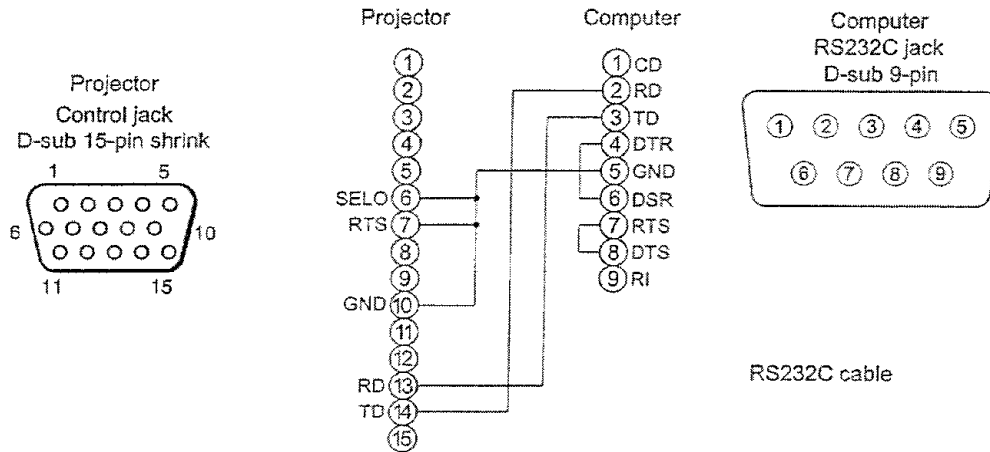 Projector
Control jack
D-sub 15-pin shrink
1 5
6 10
11 15
Projector
1
2
3
4
5
SELO 6
RTS 7
8
9
GND 10
11
12
RD 13
TD 14
15
Computer
1 CD
2 RD
3 TD
4 DTR
5 GND
6 DSR
7 RTS
8 DTS
9 RI
Computer
RS232C jack
D-sub 9-pin
1 2 3 4 5
6 7 8 9
RS232C cable